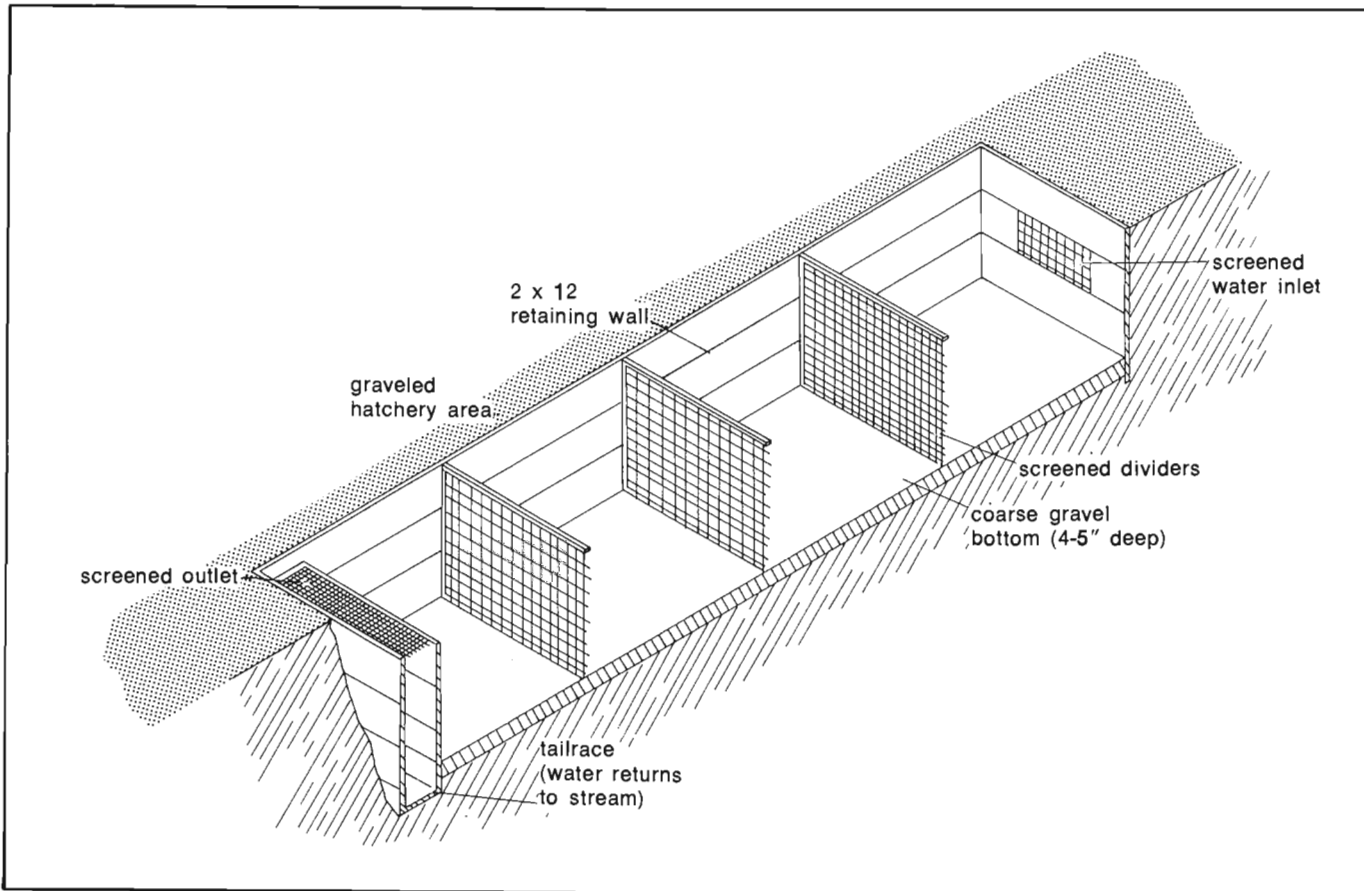 2 x 12
retaining wall
graveled
hatchery area
screened outlet
screened
water inlet
screened dividers
coarse gravel
bottom (4-5" deep)
tailrace
(water returns
to stream)